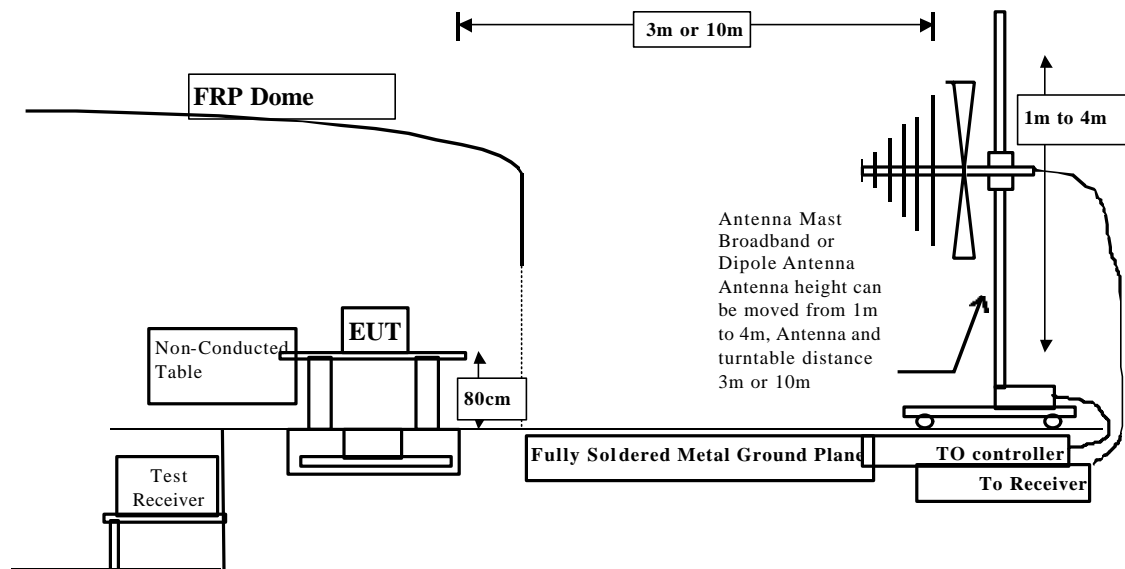 3m or 10m
FRP Dome
1m to 4m
Antenna Mast
Broadband or
Dipole Antenna
Antenna height can
be moved from 1m
to 4m, Antenna and
turntable distance
3m or 10m
EUT
Non-Conducted
Table
80cm
Fully Soldered Metal Ground Plane
TO controller
To Receiver
Test
Receiver